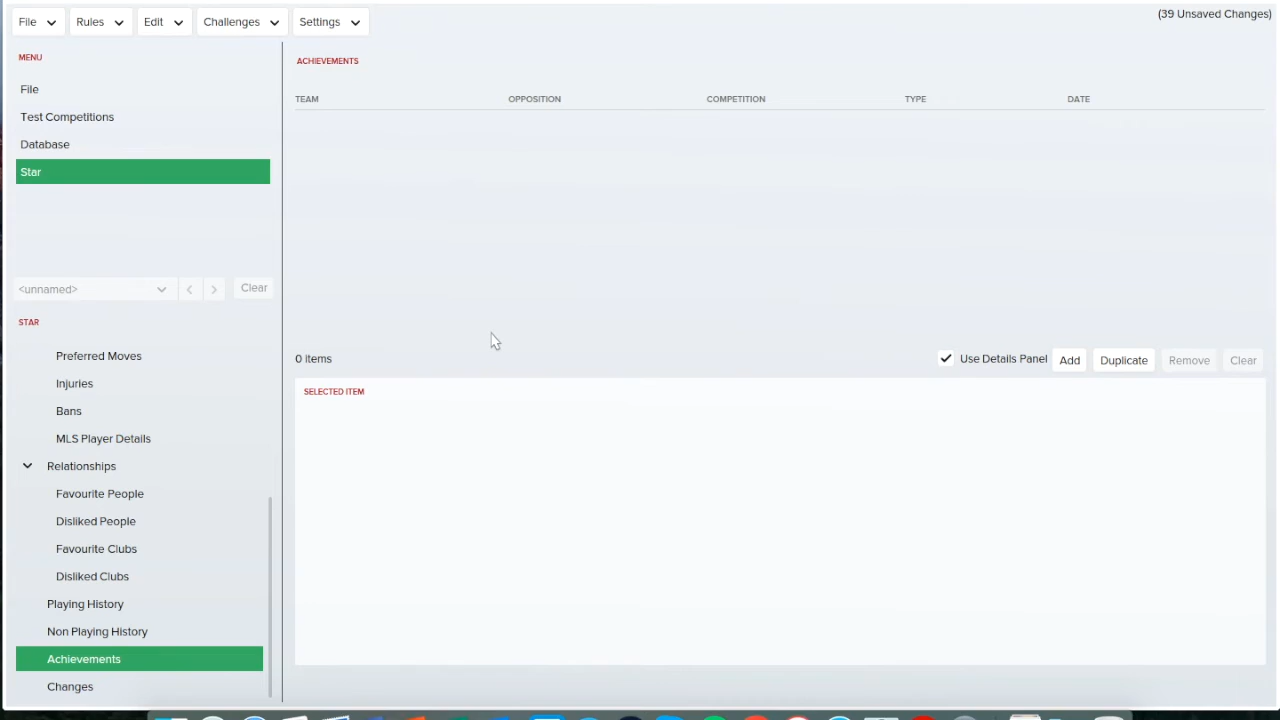 File Rules Edit Challenges Settings (39 Unsaved Changes)
MENU
File
Test Competitions
Database
Star
<unnamed> Clear
STAR
Preferred Moves
Injuries
Bans
MLS Player Details
Relationships
Favourite People
Disliked People
Favourite Clubs
Disliked Clubs
Playing History
Non Playing History
Achievements
Changes
ACHIEVEMENTS
TEAM OPPOSITION COMPETITION TYPE DATE
0 items Use Details Panel Add Duplicate Remove Clear
SELECTED ITEM